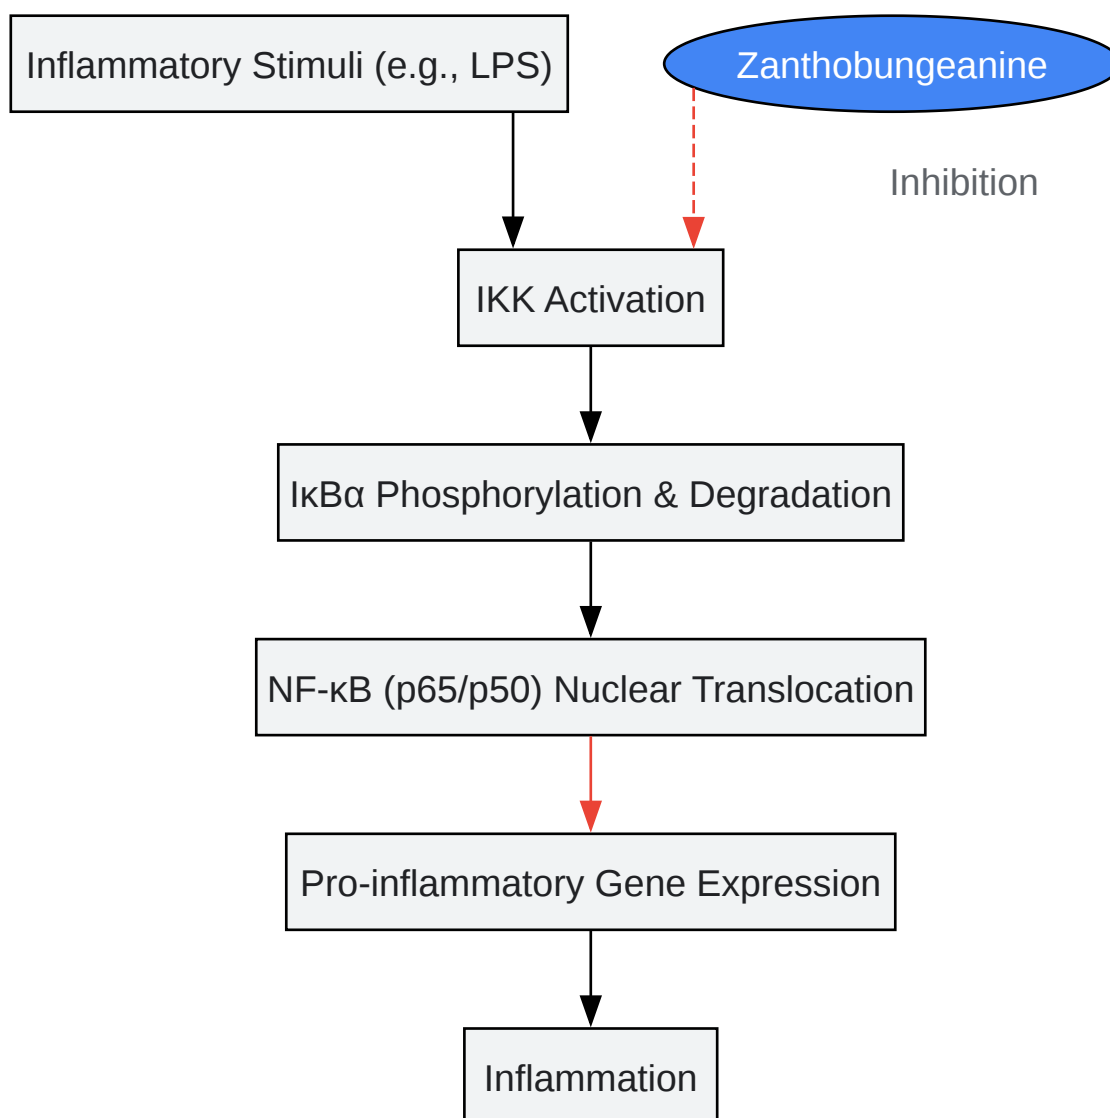 Inflammatory Stimuli (e.g., LPS)
Zanthobungeanine
Inhibition
IKK Activation
IκBα Phosphorylation & Degradation
NF-κB (p65/p50) Nuclear Translocation
Pro-inflammatory Gene Expression
Inflammation